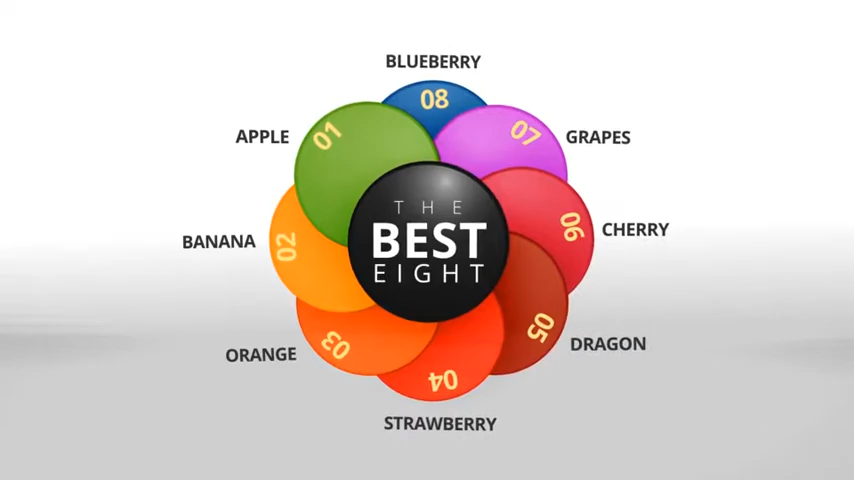 BLUEBERRY
08
01
07
APPLE
GRAPES
THE
BEST
EIGHT
06
CHERRY
02
BANANA
03
05
ORANGE
DRAGON
04
STRAWBERRY